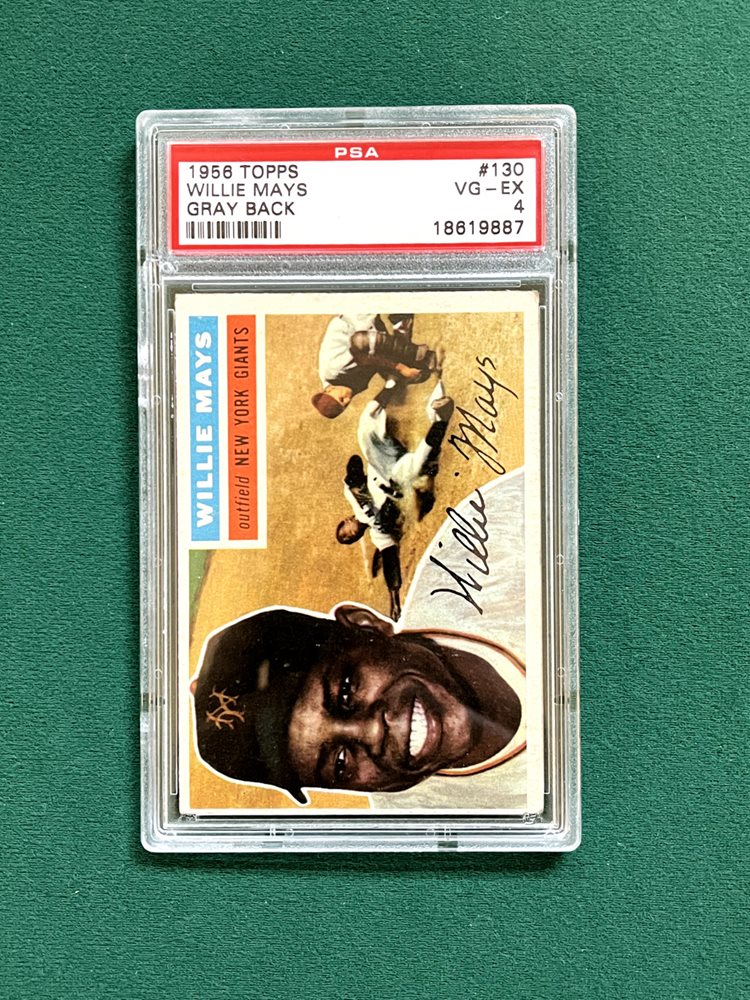 PSA
1956 TOPPS #130
WILLIE MAYS VG-EX
GRAY BACK 4
18619887
WILLIE MAYS
outfield NEW YORK GIANTS
Willie Mays
NY